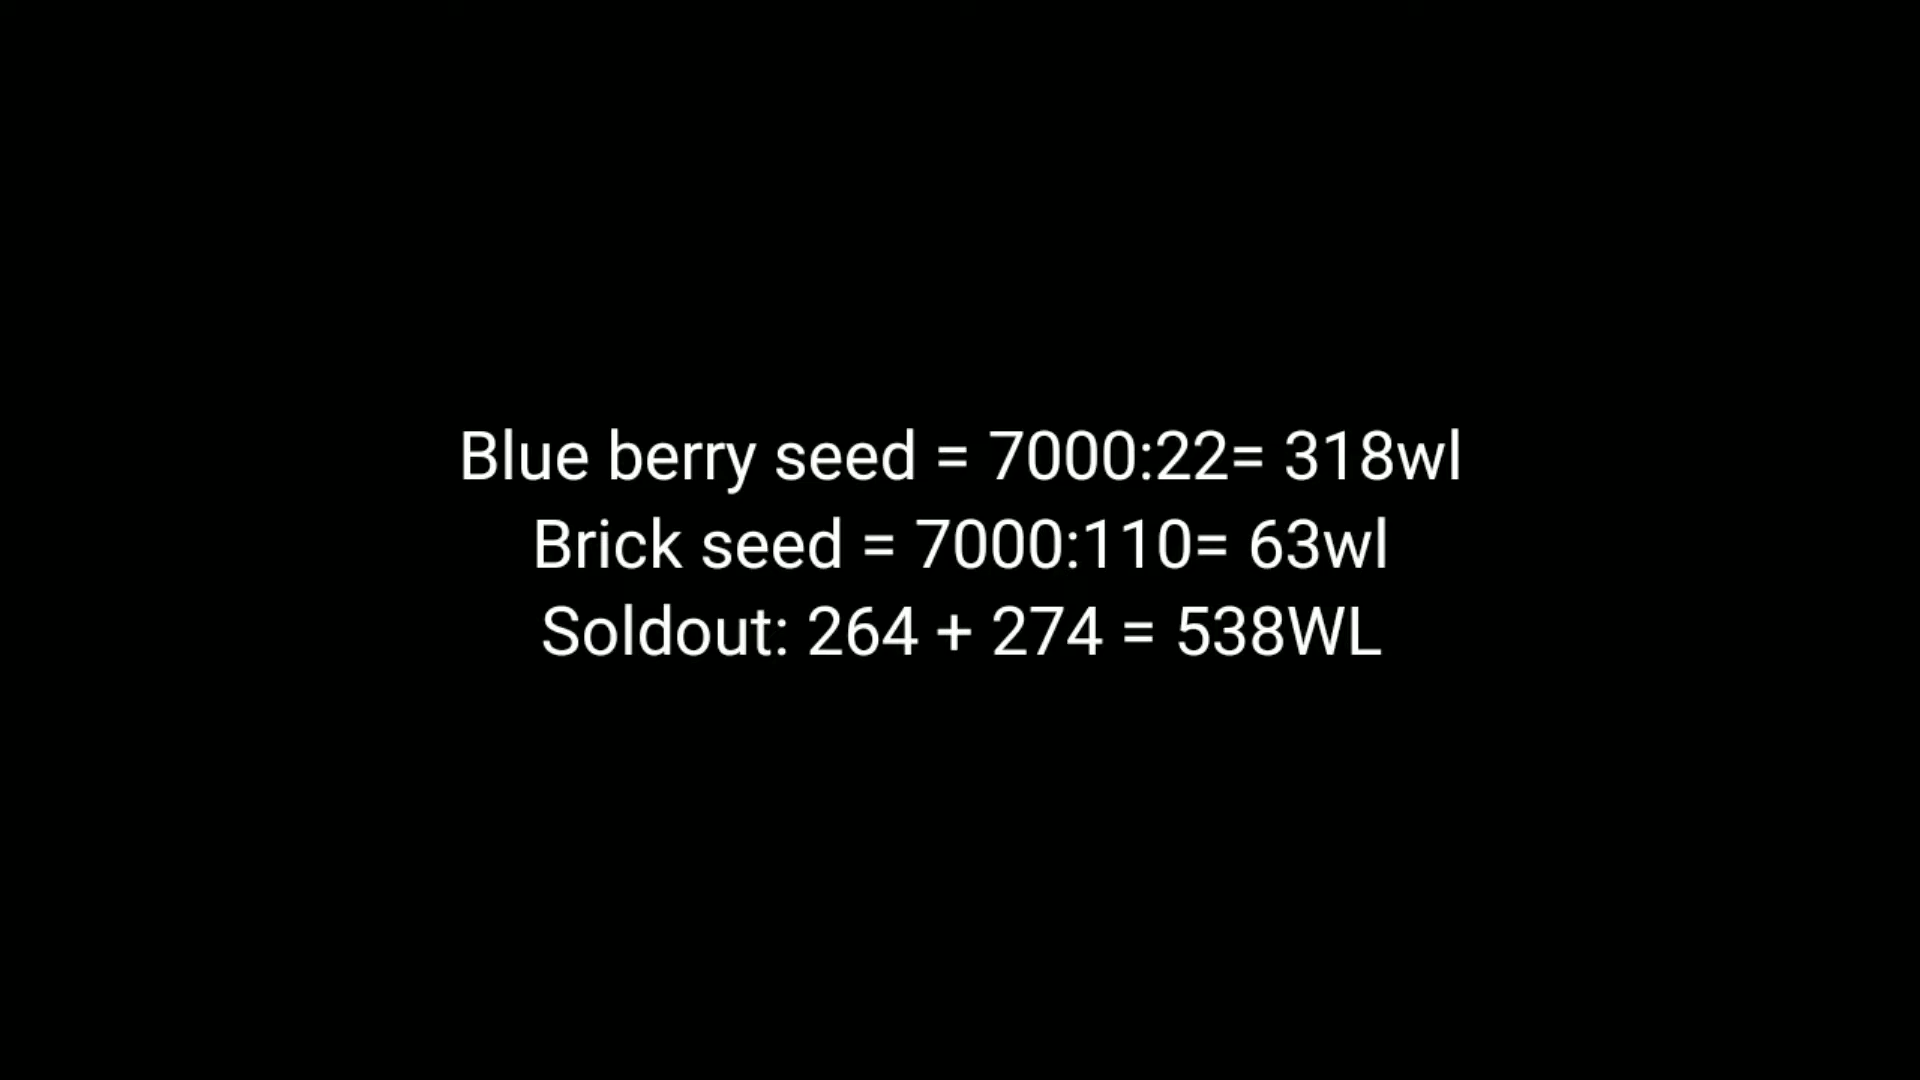 Blue berry seed = 7000:22= 318wl
Brick seed = 7000:110= 63wl
Soldout: 264 + 274 = 538WL